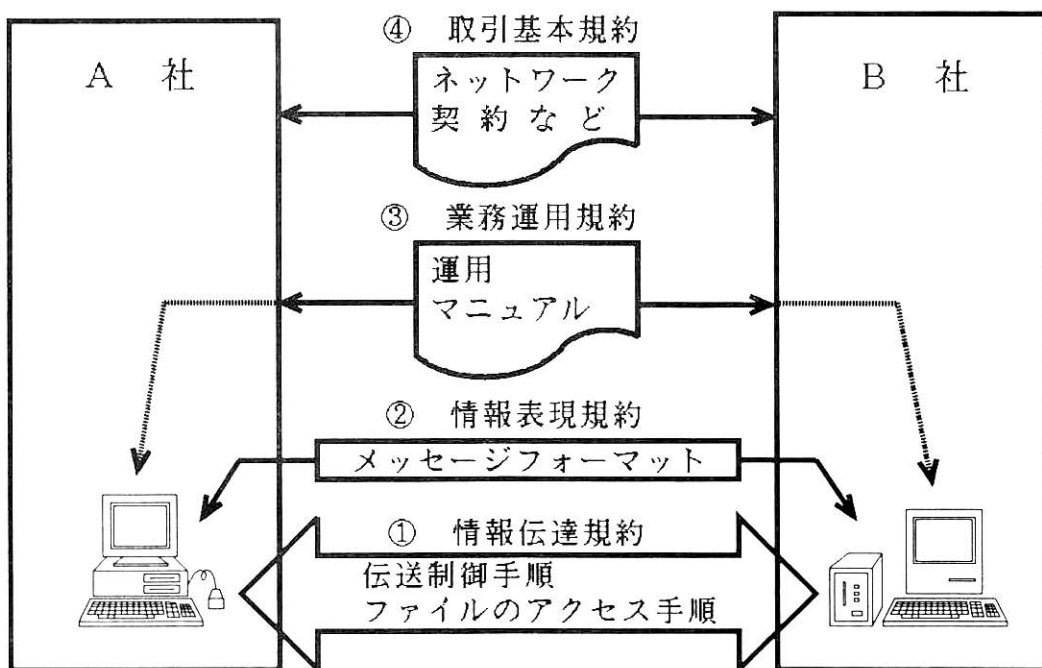 ④ 取引基本規約
A 社
ネットワーク
契約など
B 社
③ 業務運用規約
運用
マニュアル
② 情報表現規約
メッセージフォーマット
① 情報伝達規約
伝送制御手順
ファイルのアクセス手順